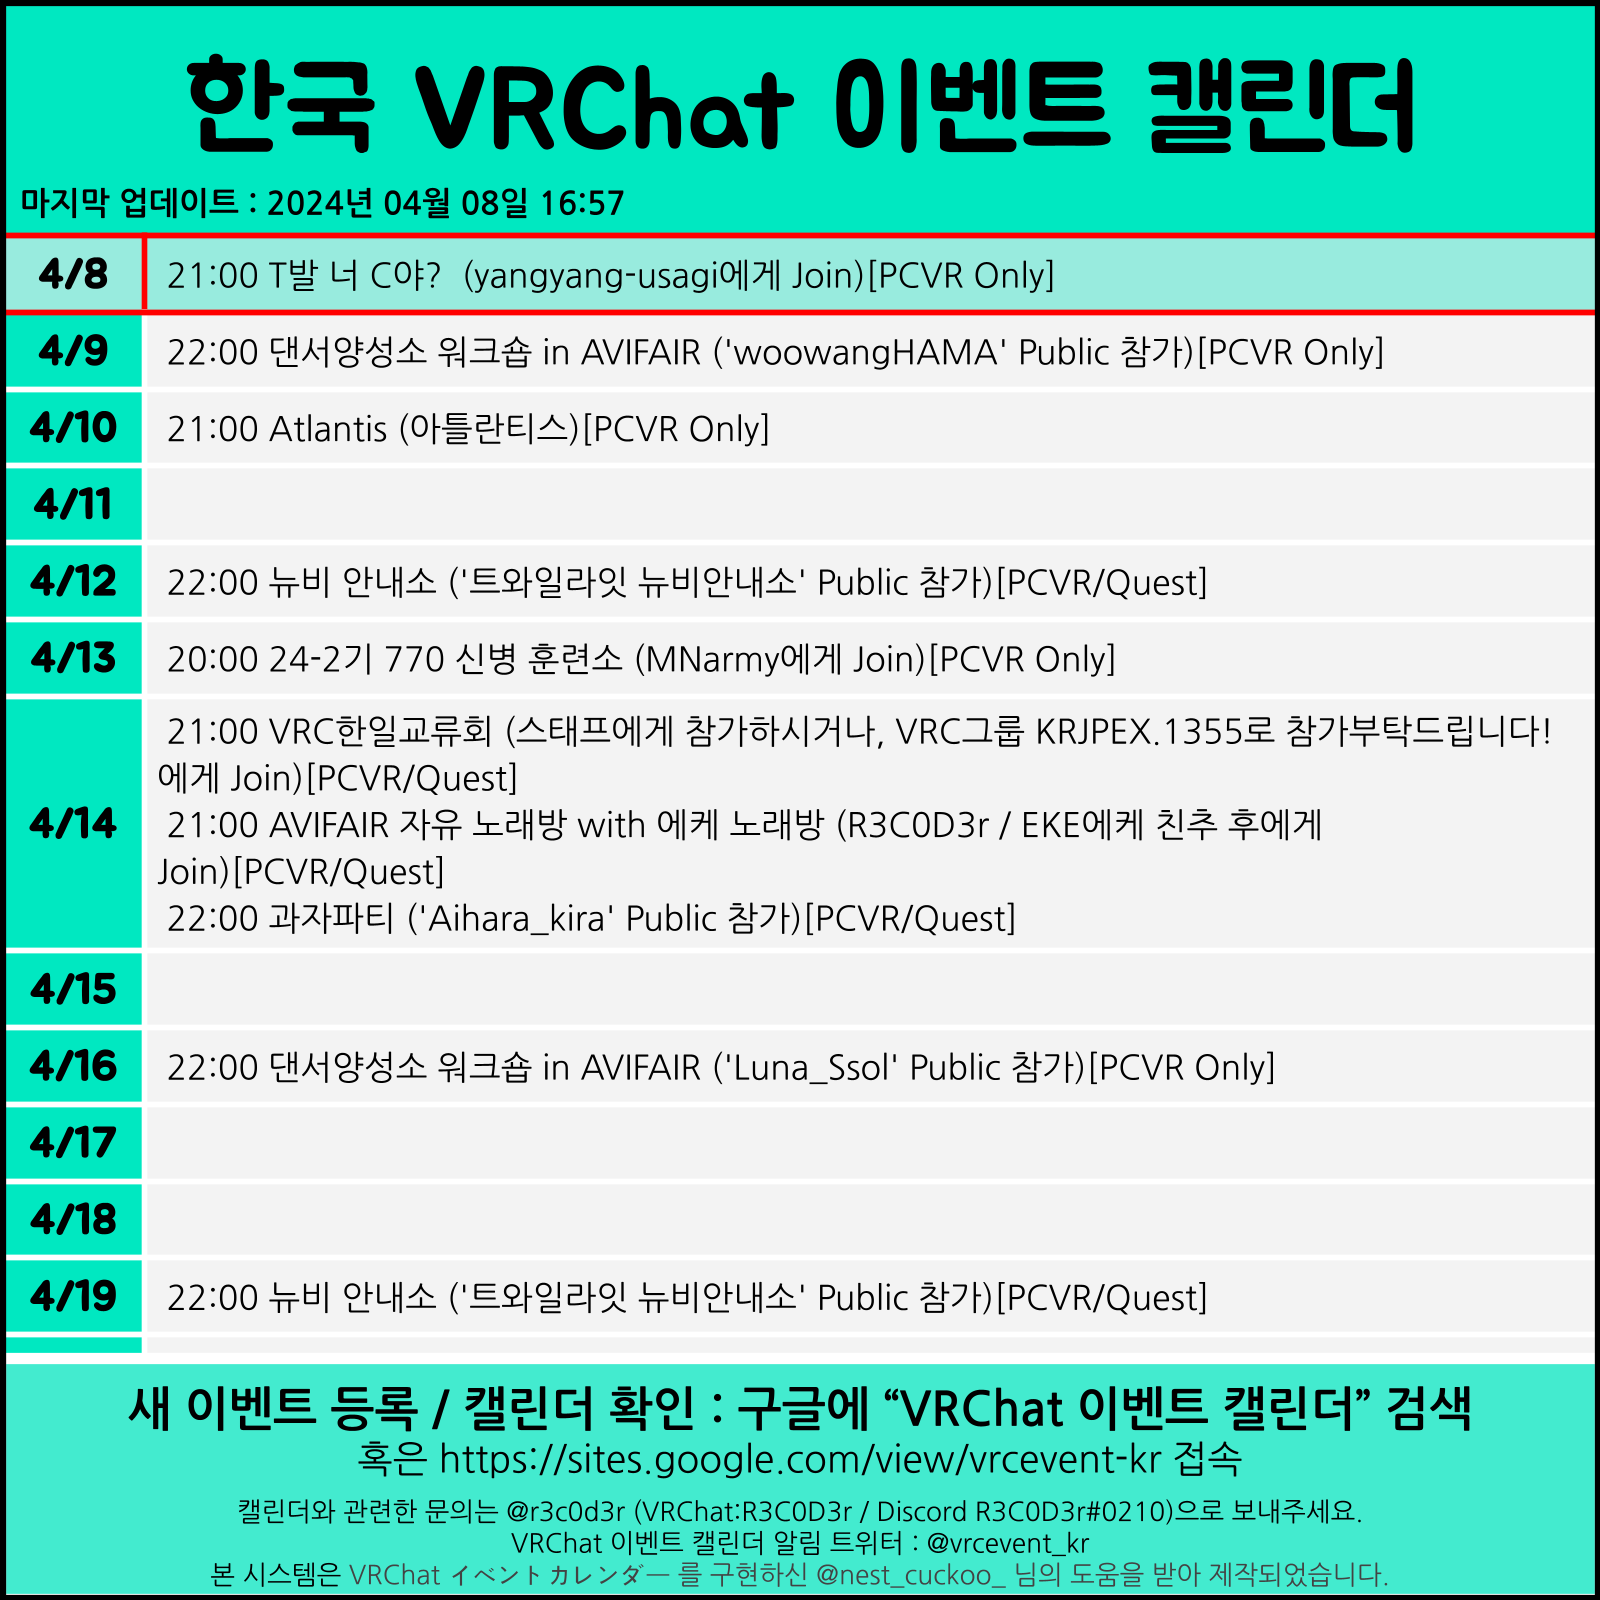 한국 VRChat 이벤트 캘린더
마지막 업데이트 : 2024년 04월 08일 16:57
4/8 21:00 T발 너 C야? (yangyang-usagi에게 Join)[PCVR Only]
4/9 22:00 댄서양성소 워크숍 in AVIFAIR ('woowangHAMA' Public 참가)[PCVR Only]
4/10 21:00 Atlantis (아틀란티스)[PCVR Only]
4/11
4/12 22:00 뉴비 안내소 ('트와일라잇 뉴비안내소' Public 참가)[PCVR/Quest]
4/13 20:00 24-2기 770 신병 훈련소 (MNarmy에게 Join)[PCVR Only]
4/14
21:00 VRC한일교류회 (스태프에게 참가하시거나, VRC그룹 KRJPEX.1355로 참가부탁드립니다!
에게 Join)[PCVR/Quest]
21:00 AVIFAIR 자유 노래방 with 에케 노래방 (R3C0D3r / EKE에케 친추 후에게
Join)[PCVR/Quest]
22:00 과자파티 ('Aihara_kira' Public 참가)[PCVR/Quest]
4/15
4/16 22:00 댄서양성소 워크숍 in AVIFAIR ('Luna_Ssol' Public 참가)[PCVR Only]
4/17
4/18
4/19 22:00 뉴비 안내소 ('트와일라잇 뉴비안내소' Public 참가)[PCVR/Quest]
새 이벤트 등록 / 캘린더 확인 : 구글에 “VRChat 이벤트 캘린더” 검색
혹은 https://sites.google.com/view/vrcevent-kr 접속
캘린더와 관련한 문의는 @r3c0d3r (VRChat:R3C0D3r / Discord R3C0D3r#0210)으로 보내주세요.
VRChat 이벤트 캘린더 알림 트위터 : @vrcevent_kr
본 시스템은 VRChat イベントカレンダー 를 구현하신 @nest_cuckoo_ 님의 도움을 받아 제작되었습니다.